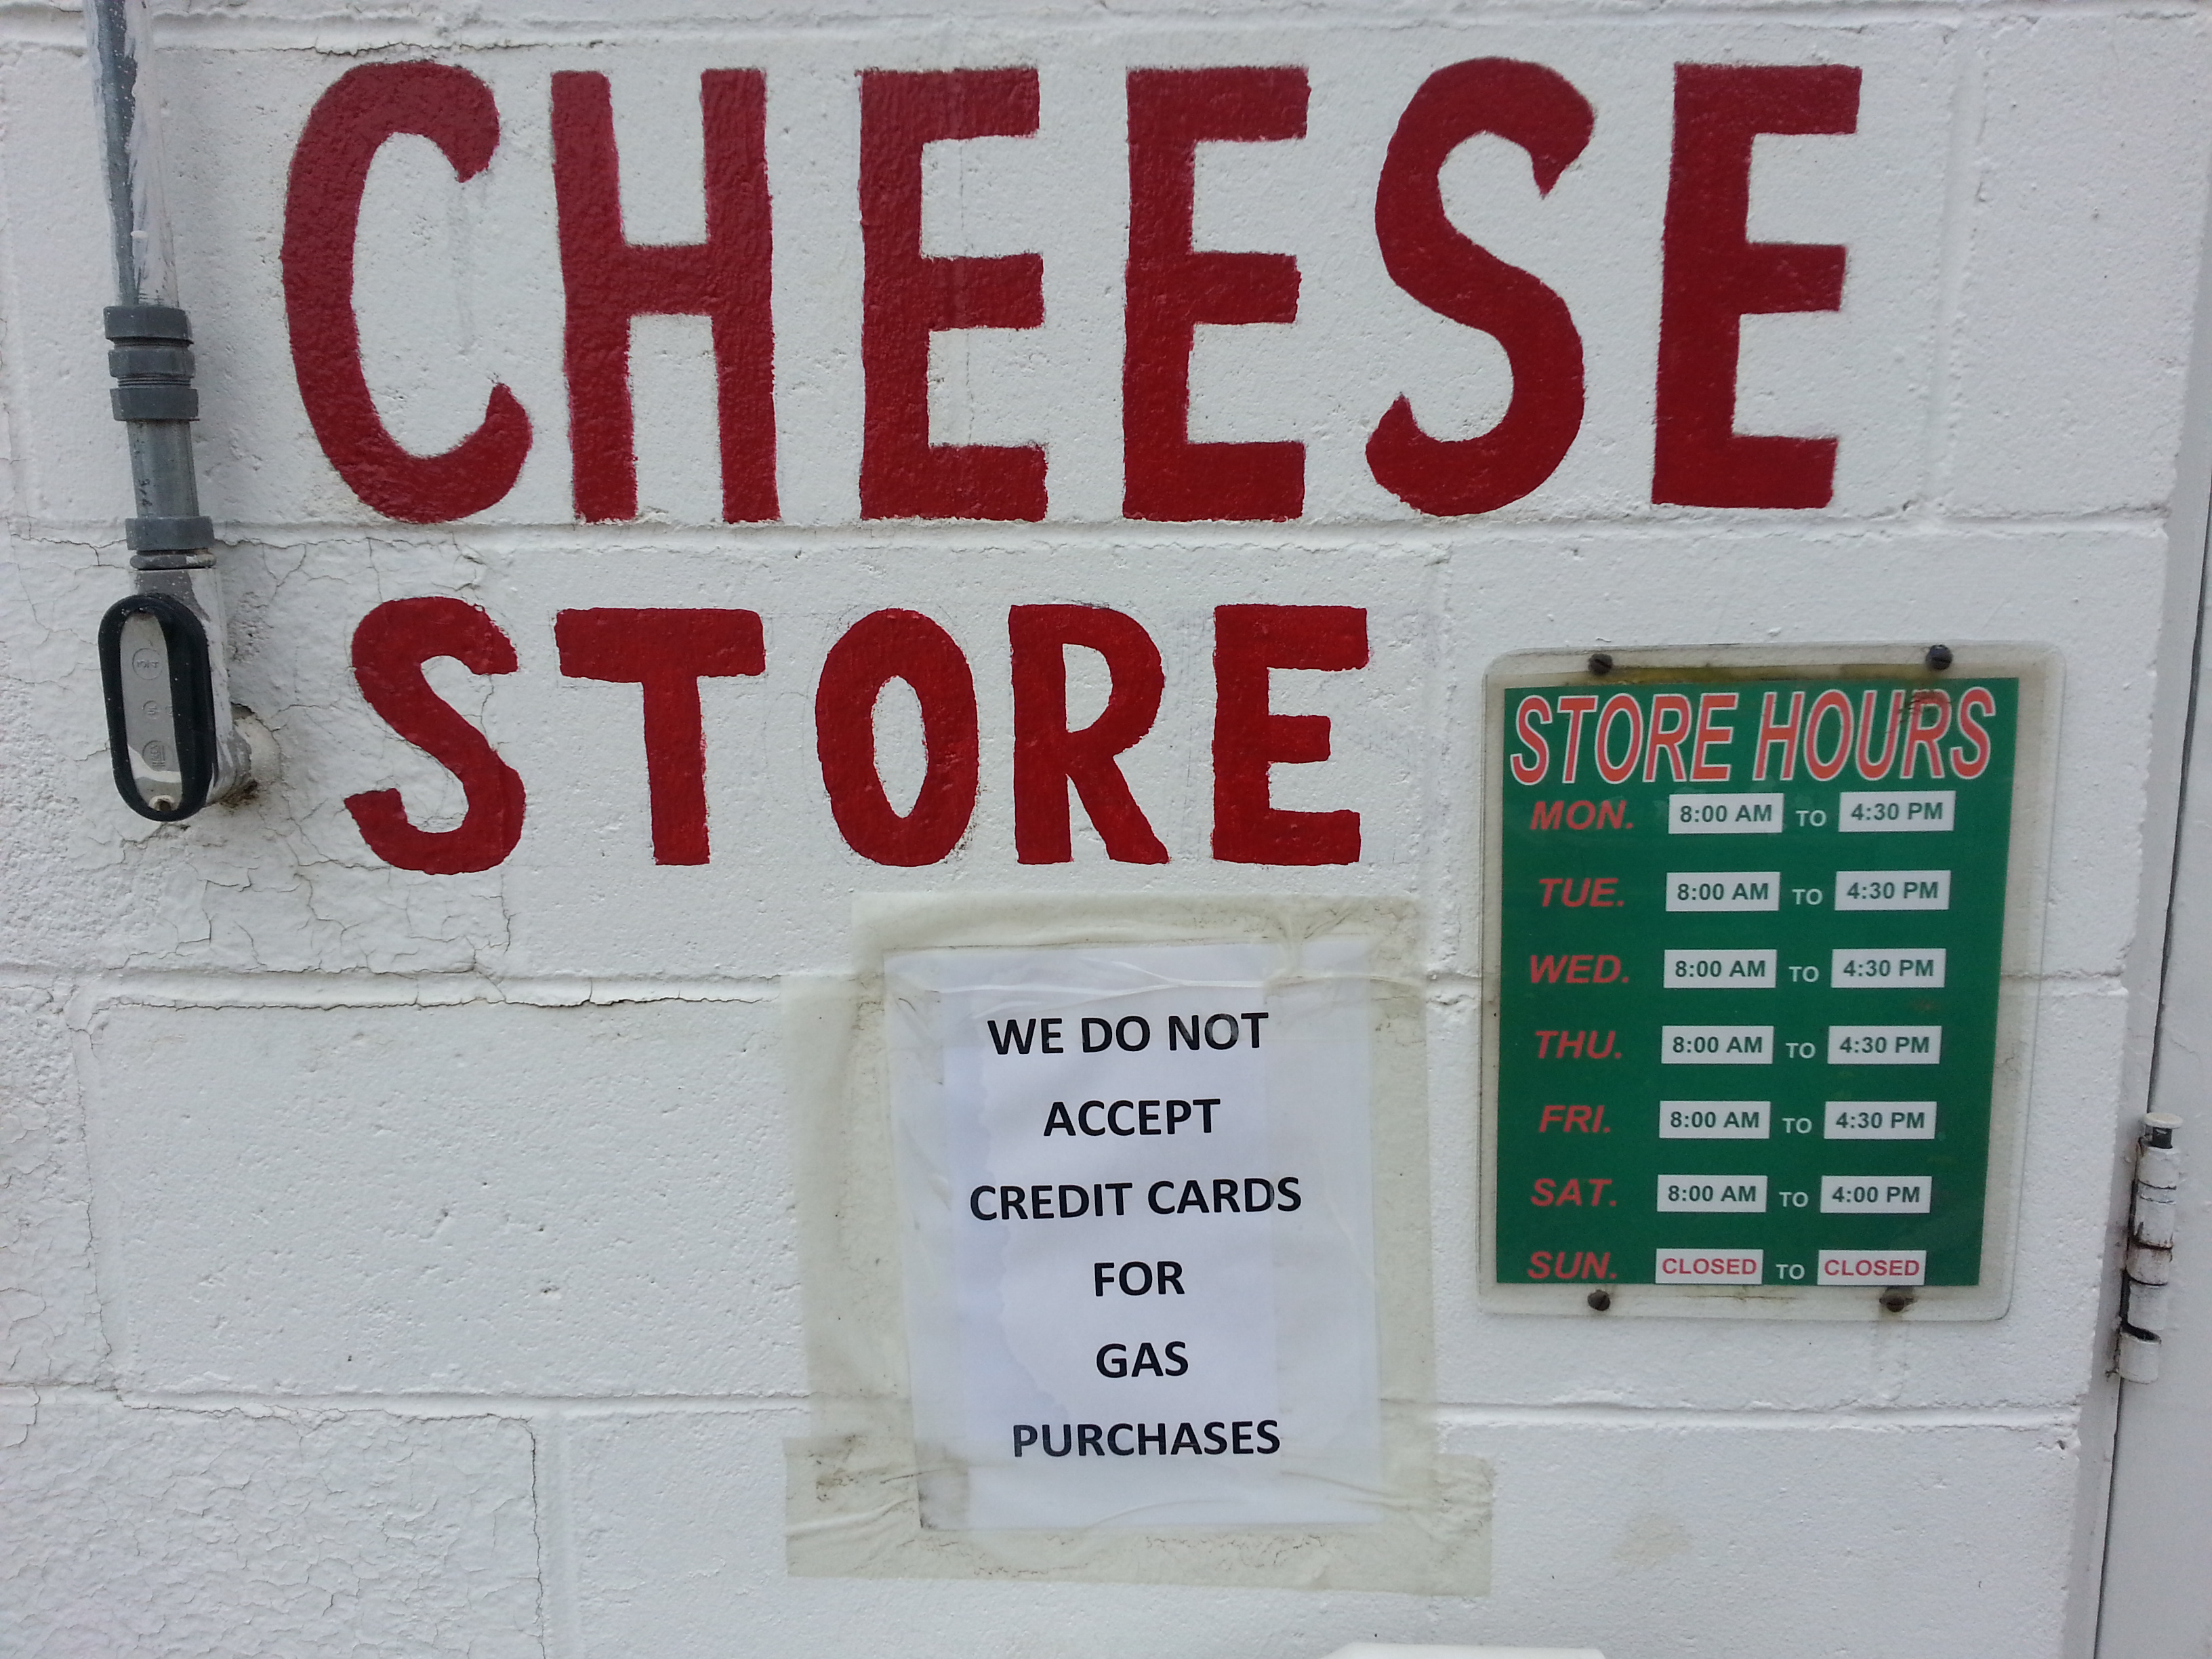 CHEESE
STORE
STORE HOURS
MON. 8:00 AM TO 4:30 PM
TUE. 8:00 AM TO 4:30 PM
WED. 8:00 AM TO 4:30 PM
THU. 8:00 AM TO 4:30 PM
FRI. 8:00 AM TO 4:30 PM
SAT. 8:00 AM TO 4:00 PM
SUN. CLOSED TO CLOSED
WE DO NOT
ACCEPT
CREDIT CARDS
FOR
GAS
PURCHASES
3/4